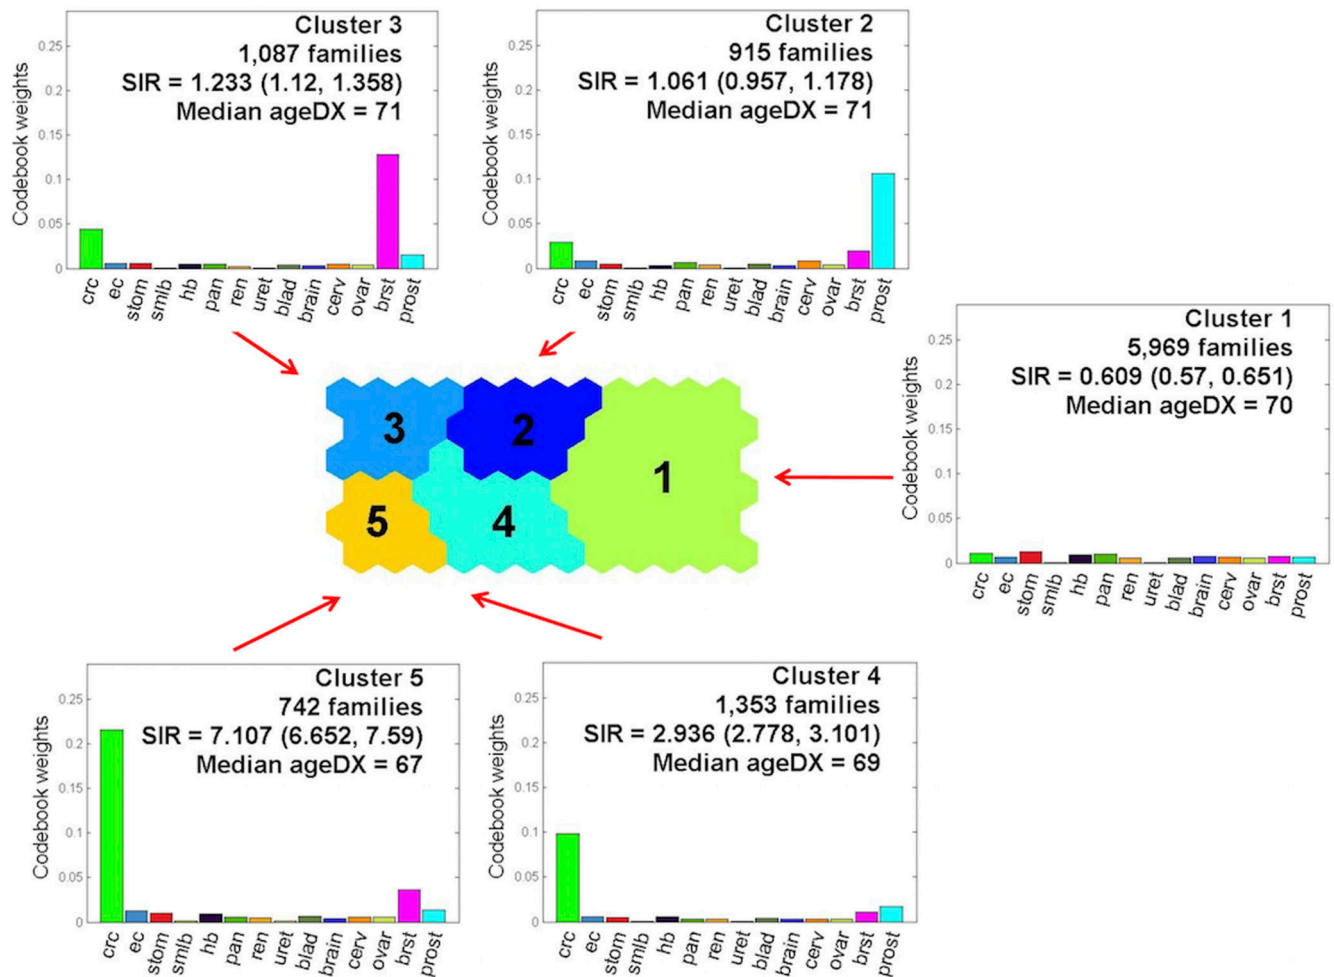 Cluster 3
1,087 families
SIR = 1.233 (1.12, 1.358)
Median ageDX = 71
Codebook weights
0.25
0.2
0.15
0.1
0.05
0
crc ec stom smlb hb pan ren uret blad brain cerv ovar brst prost
Cluster 2
915 families
SIR = 1.061 (0.957, 1.178)
Median ageDX = 71
Codebook weights
0.25
0.2
0.15
0.1
0.05
0
crc ec stom smlb hb pan ren uret blad brain cerv ovar brst prost
Cluster 1
5,969 families
SIR = 0.609 (0.57, 0.651)
Median ageDX = 70
Codebook weights
0.25
0.2
0.15
0.1
0.05
0
crc ec stom smlb hb pan ren uret blad brain cerv ovar brst prost
3 2
1
5 4
Cluster 5
742 families
SIR = 7.107 (6.652, 7.59)
Median ageDX = 67
Codebook weights
0.25
0.2
0.15
0.1
0.05
0
crc ec stom smlb hb pan ren uret blad brain cerv ovar brst prost
Cluster 4
1,353 families
SIR = 2.936 (2.778, 3.101)
Median ageDX = 69
Codebook weights
0.25
0.2
0.15
0.1
0.05
0
crc ec stom smlb hb pan ren uret blad brain cerv ovar brst prost